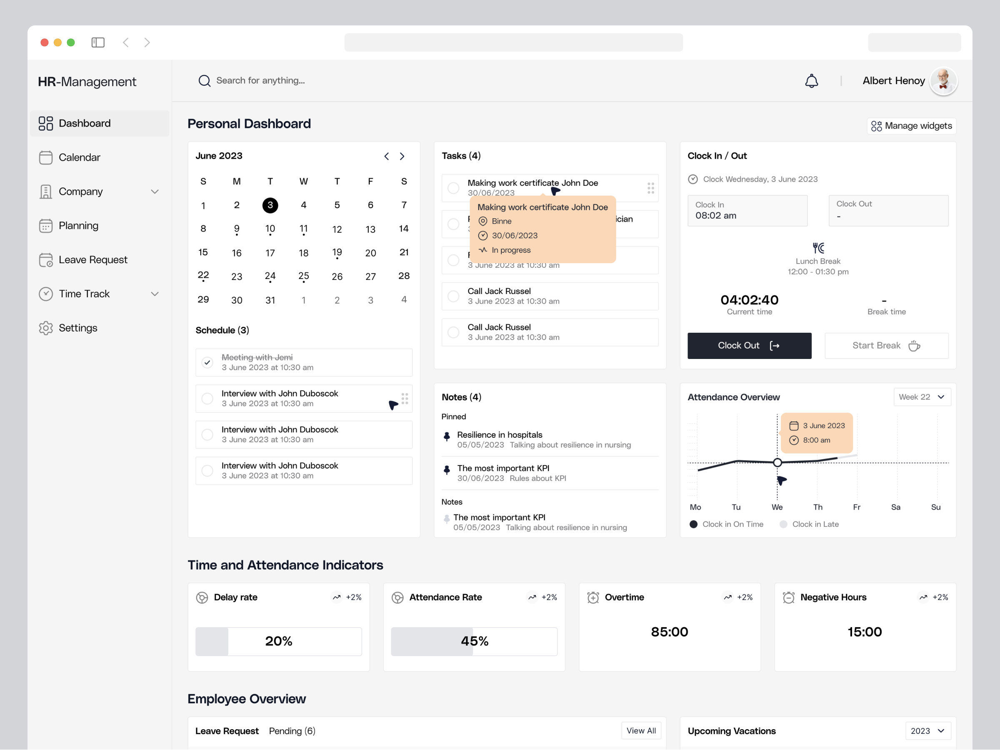 HR-Management
Search for anything...
Albert Henoy
Dashboard
Calendar
Company
Planning
Leave Request
Time Track
Settings
Personal Dashboard
Manage widgets
June 2023
S M T W T F S
1 2 3 4 5 6 7
8 9 10 11 12 13 14
15 16 17 18 19 20 21
22 23 24 25 26 27 28
29 30 31 1 2 3 4
Schedule (3)
Meeting with Jemi
3 June 2023 at 10:30 am
Interview with John Duboscok
3 June 2023 at 10:30 am
Interview with John Duboscok
3 June 2023 at 10:30 am
Interview with John Duboscok
3 June 2023 at 10:30 am
Tasks (4)
Making work certificate John Doe
30/06/2023
Making work certificate John Doe
Binne
30/06/2023
In progress
3 June 2023 at 10:30 am
Call Jack Russel
3 June 2023 at 10:30 am
Call Jack Russel
3 June 2023 at 10:30 am
Clock In / Out
Clock Wednesday, 3 June 2023
Clock In
08:02 am
Clock Out
-
Lunch Break
12:00 - 01:30 pm
04:02:40
Current time
-
Break time
Clock Out
Start Break
Notes (4)
Pinned
Resilience in hospitals
05/05/2023 Talking about resilience in nursing
The most important KPI
30/06/2023 Rules about KPI
Notes
The most important KPI
05/05/2023 Talking about resilience in nursing
Attendance Overview
Week 22
3 June 2023
8:00 am
Mo Tu We Th Fr Sa Su
Clock in On Time
Clock in Late
Time and Attendance Indicators
Delay rate
+2%
20%
Attendance Rate
+2%
45%
Overtime
+2%
85:00
Negative Hours
+2%
15:00
Employee Overview
Leave Request
Pending (6)
View All
Upcoming Vacations
2023